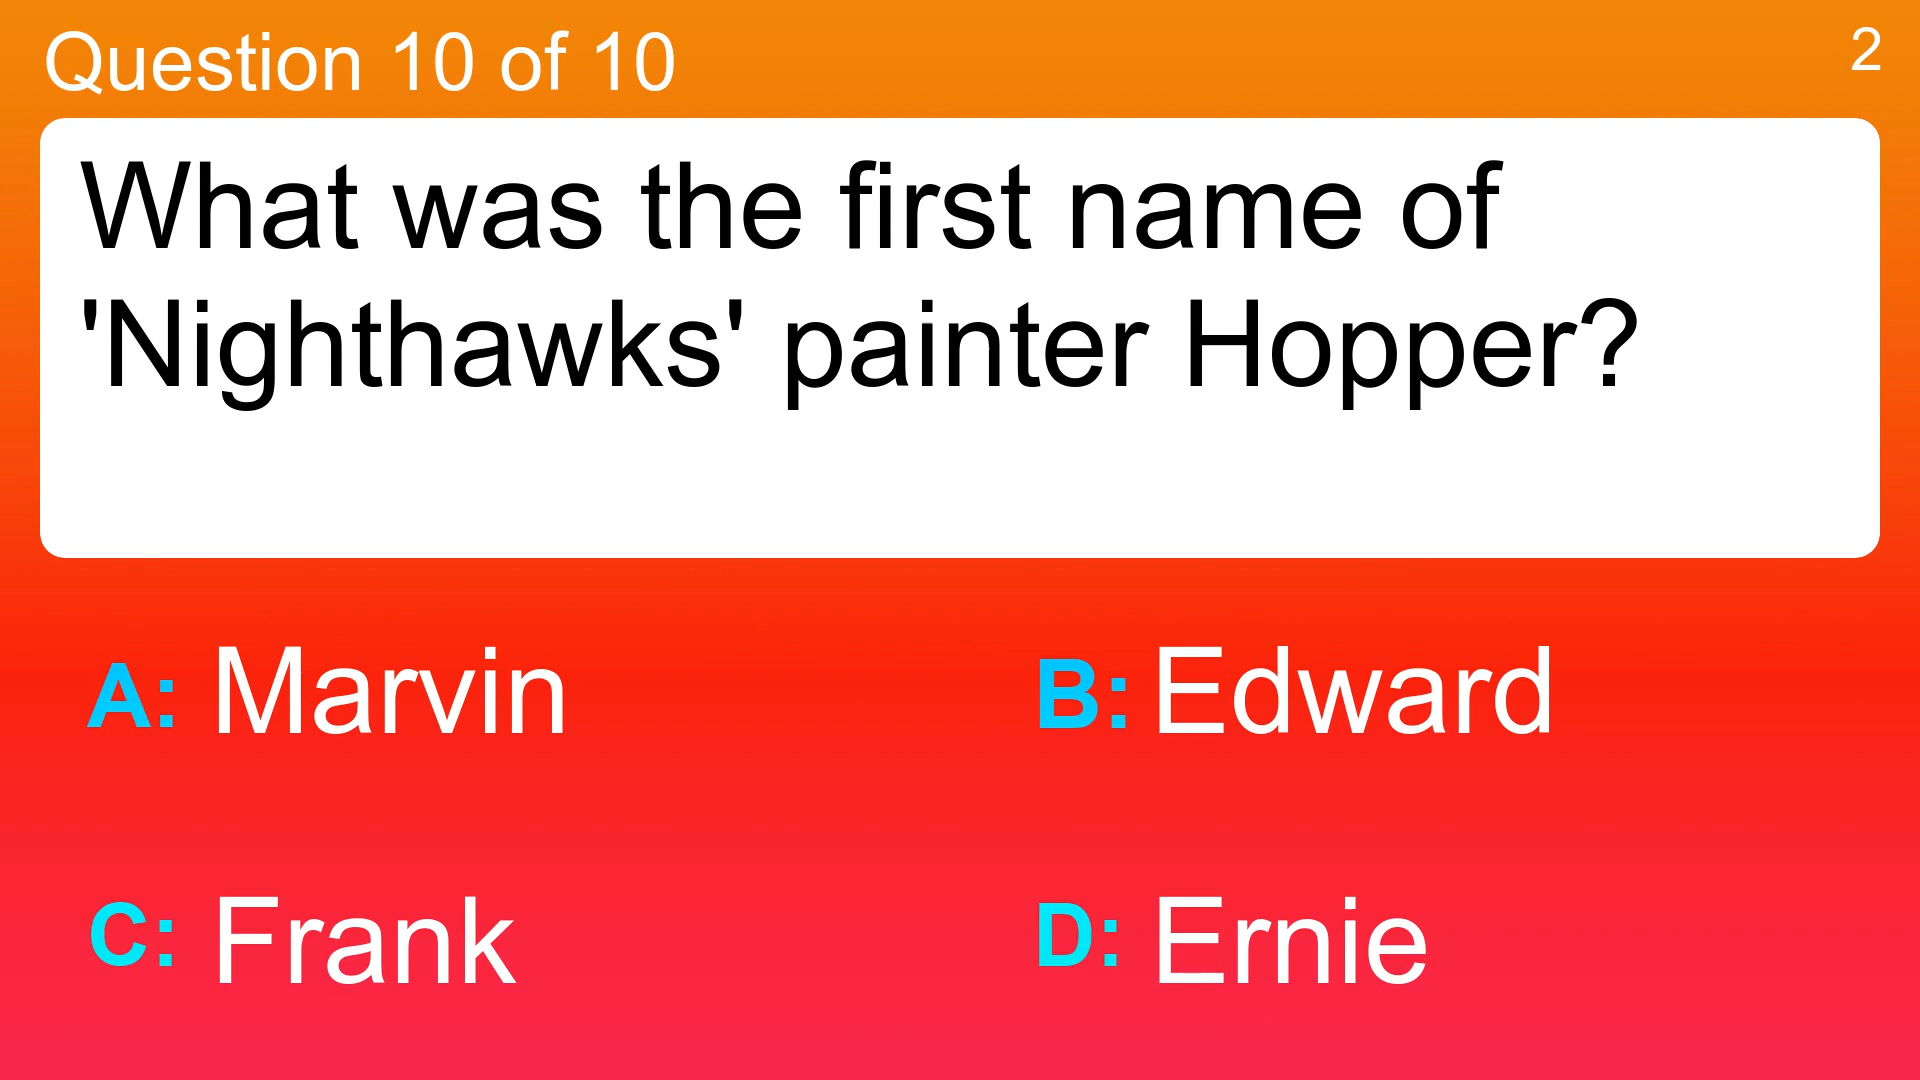 Question 10 of 10
2
What was the first name of
'Nighthawks' painter Hopper?
A: Marvin
B: Edward
C: Frank
D: Ernie